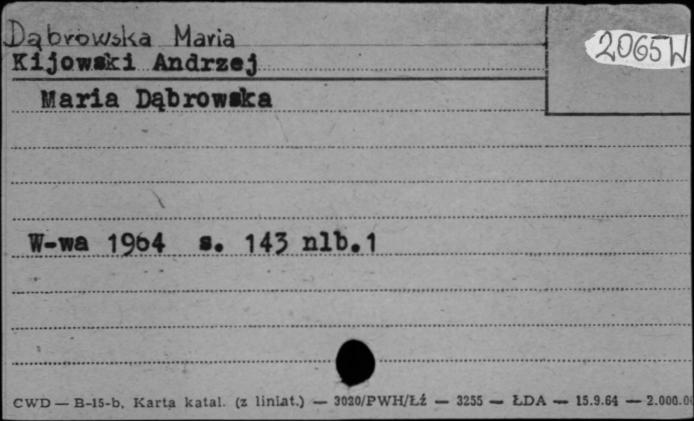 Dąbrowska Maria
2065W
Kijowski Andrzej
Maria Dąbrowska
W-wa 1964 s. 143 nlb.1
CWD — B-15-b, Karta katal. (z liniat.) — 3020/PWH/Łź — 3255 — ŁDA — 15.9.64 — 2.000.0